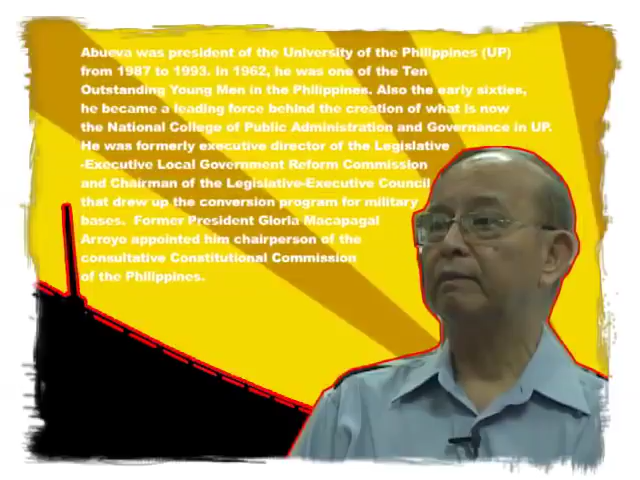 Abueva was president of the University of the Philippines (UP)
from 1987 to 1993. In 1962, he was one of the Ten
Outstanding Young Men in the Philippines. Also the early sixties,
he became a leading force behind the creation of what is now
the National College of Public Administration and Governance in UP.
He was formerly executive director of the Legislative
-Executive Local Government Reform Commission
and Chairman of the Legislative-Executive Council
that drew up the conversion program for military
bases. Former President Gloria Macapagal
Arroyo appointed him chairperson of the
consultative Constitutional Commission
of the Philippines.